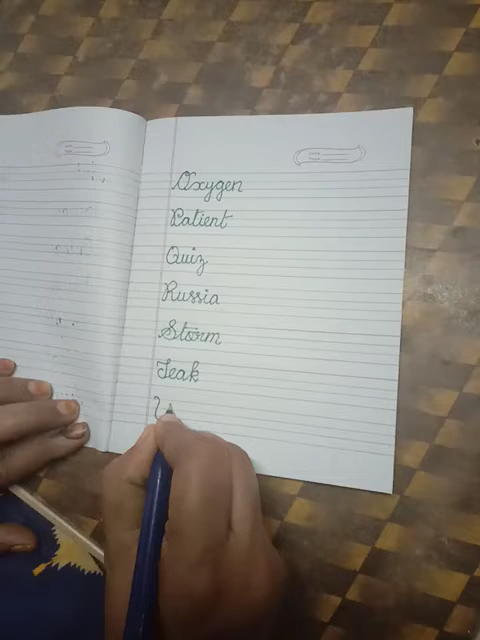 Oxygen
Patient
Quiz
Russia
Storm
Teak